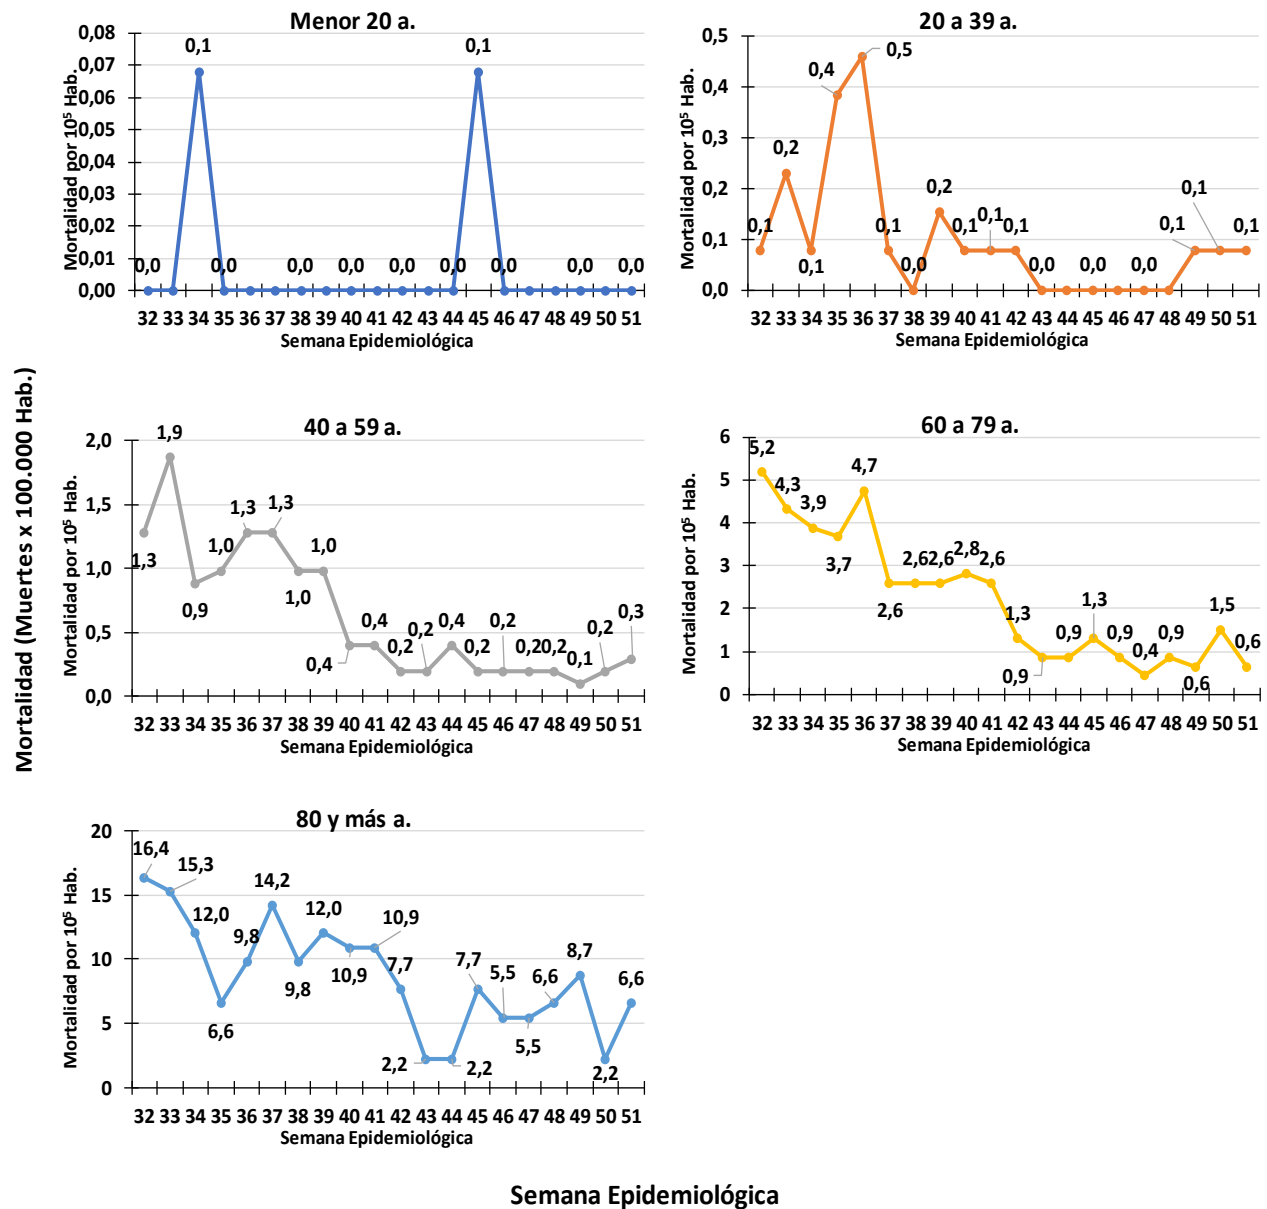 Mortalidad (Muertes x 100.000 Hab.)
Menor 20 a.
Mortalidad por 10⁵ Hab.
0,08
0,07
0,06
0,05
0,04
0,03
0,02
0,01
0,00
0,1 0,1
0,0 0,0 0,0 0,0 0,0 0,0 0,0 0,0 0,0 0,0
32 33 34 35 36 37 38 39 40 41 42 43 44 45 46 47 48 49 50 51
Semana Epidemiológica
20 a 39 a.
Mortalidad por 10⁵ Hab.
0,5
0,4
0,3
0,2
0,1
0,0
0,1 0,2 0,1 0,4 0,5 0,1 0,0 0,2 0,1 0,1 0,1 0,0 0,0 0,0 0,1 0,1 0,1
32 33 34 35 36 37 38 39 40 41 42 43 44 45 46 47 48 49 50 51
Semana Epidemiológica
40 a 59 a.
Mortalidad por 10⁵ Hab.
2,0
1,5
1,0
0,5
0,0
1,3 1,9 0,9 1,0 1,3 1,3 1,0 1,0 0,4 0,4 0,2 0,2 0,4 0,2 0,2 0,2 0,2 0,1 0,2 0,3
32 33 34 35 36 37 38 39 40 41 42 43 44 45 46 47 48 49 50 51
Semana Epidemiológica
60 a 79 a.
Mortalidad por 10⁵ Hab.
6
5
4
3
2
1
0
5,2 4,3 3,9 3,7 4,7 2,6 2,6 2,6 2,8 2,6 1,3 0,9 0,9 1,3 0,9 0,4 0,9 0,6 1,5 0,6
32 33 34 35 36 37 38 39 40 41 42 43 44 45 46 47 48 49 50 51
Semana Epidemiológica
80 y más a.
Mortalidad por 10⁵ Hab.
20
15
10
5
0
16,4 15,3 12,0 6,6 9,8 14,2 9,8 12,0 10,9 10,9 7,7 2,2 2,2 7,7 5,5 5,5 6,6 8,7 2,2 6,6
32 33 34 35 36 37 38 39 40 41 42 43 44 45 46 47 48 49 50 51
Semana Epidemiológica
Semana Epidemiológica